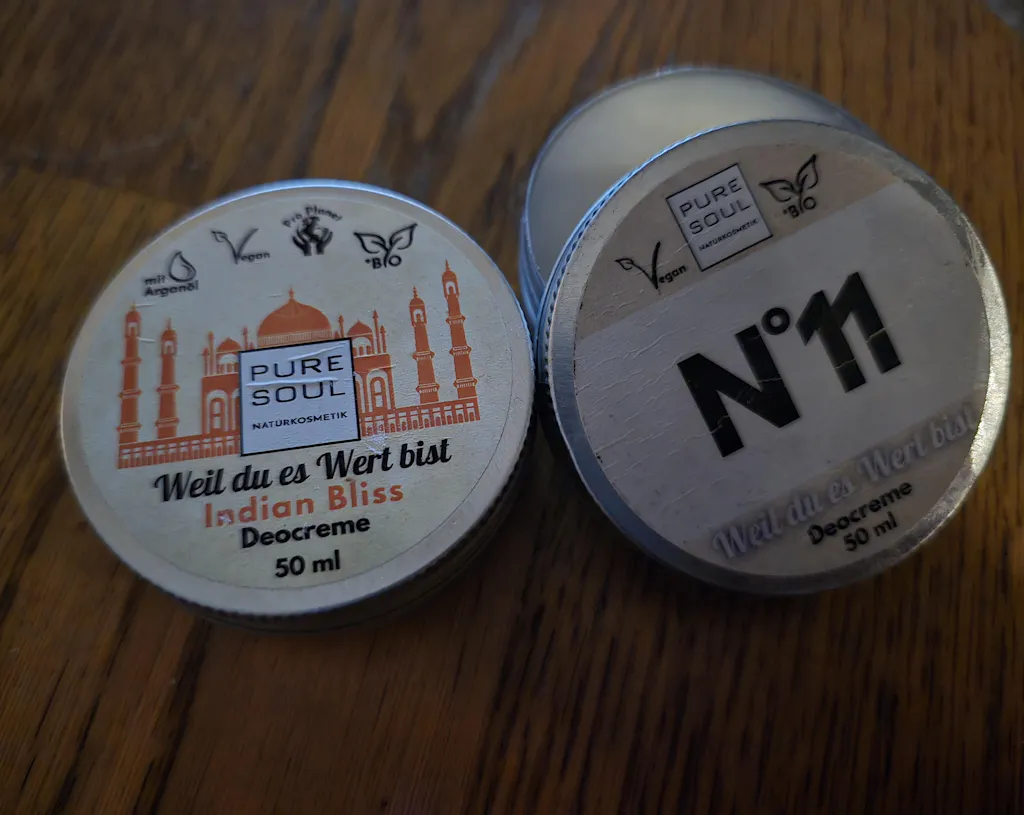 mit
Arganöl
Vegan
Pro Planet
*BIO
PURE
SOUL
NATURKOSMETIK
Weil du es Wert bist
Indian Bliss
Deocreme
50 ml
Vegan
PURE
SOUL
NATURKOSMETIK
*BIO
N° 11
Weil du es Wert bist
Deocreme
50 ml